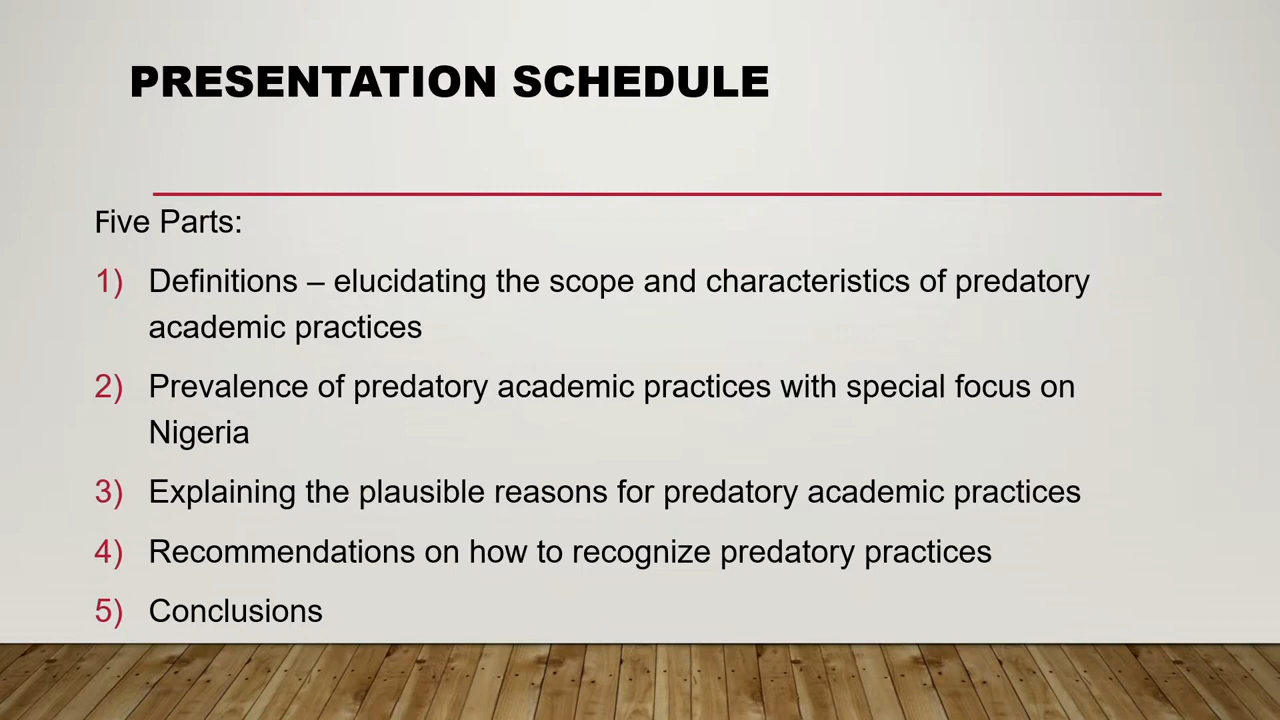 PRESENTATION SCHEDULE
Five Parts:
1) Definitions – elucidating the scope and characteristics of predatory
academic practices
2) Prevalence of predatory academic practices with special focus on
Nigeria
3) Explaining the plausible reasons for predatory academic practices
4) Recommendations on how to recognize predatory practices
5) Conclusions